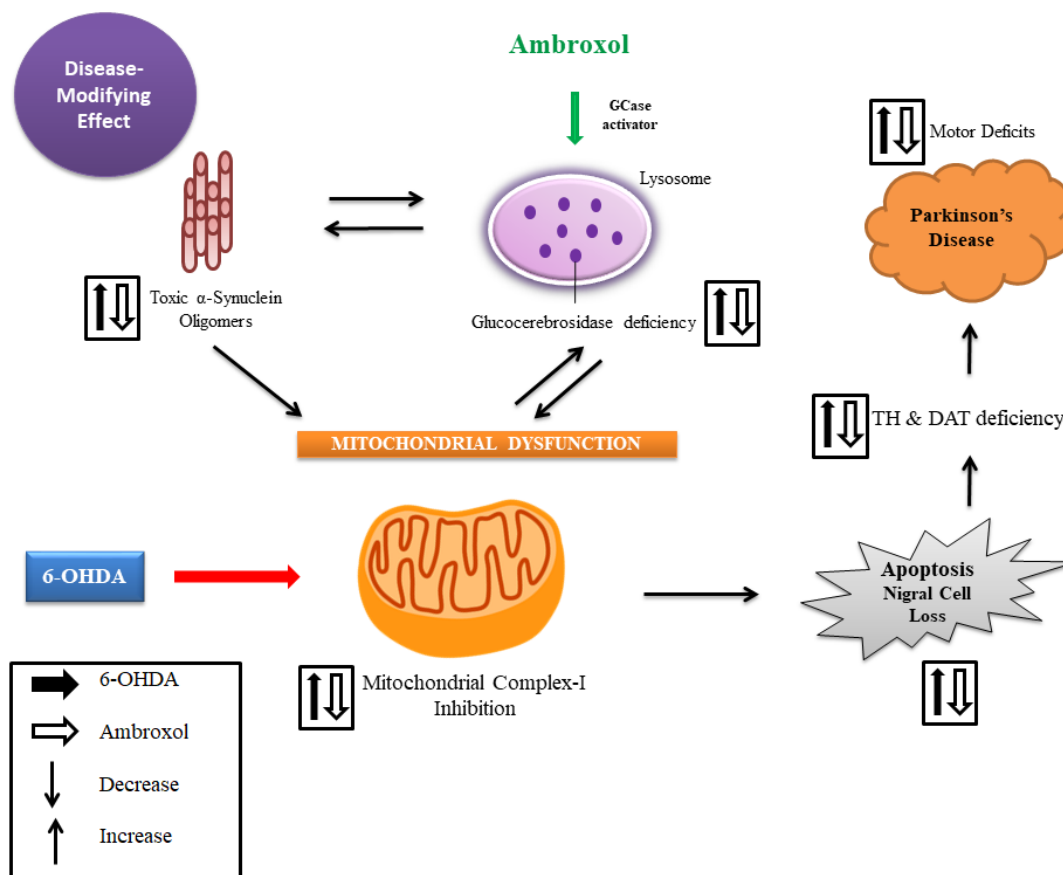 Disease-
Modifying
Effect
Ambroxol
GCase
activator
Lysosome
Motor Deficits
Parkinson's
Disease
Toxic α-Synuclein
Oligomers
Glucocerebrosidase deficiency
TH & DAT deficiency
MITOCHONDRIAL DYSFUNCTION
6-OHDA
Apoptosis
Nigral Cell
Loss
Mitochondrial Complex-I
Inhibition
6-OHDA
Ambroxol
Decrease
Increase